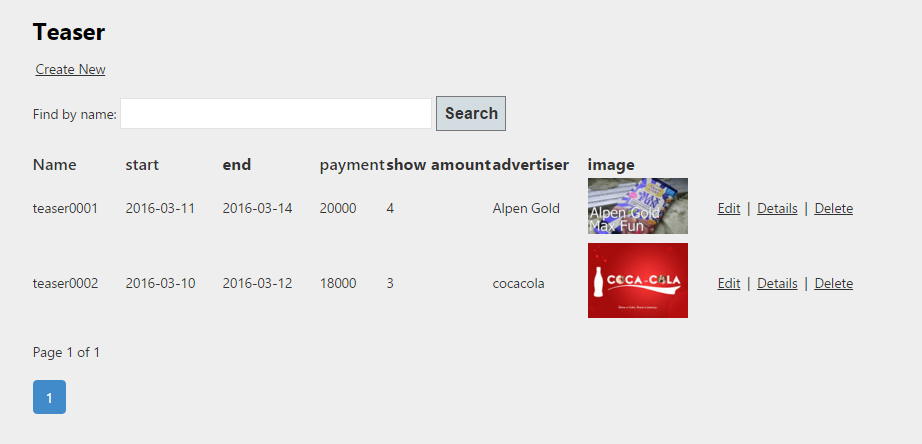 Teaser
Create New
Find by name: Search
Name start end payment show amount advertiser image
teaser0001 2016-03-11 2016-03-14 20000 4 Alpen Gold Alpen Gold Max Fun Edit | Details | Delete
teaser0002 2016-03-10 2016-03-12 18000 3 cocacola COCA-COLA Edit | Details | Delete
Page 1 of 1
1